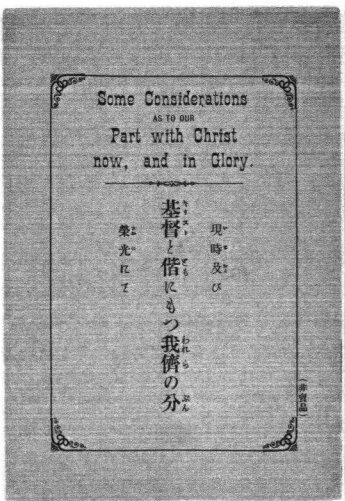 Some Considerations
AS TO OUR
Part with Christ
now, and in Glory.
現時及び
基督と偕にもつ我儕の分
榮光にて
(非賣品)